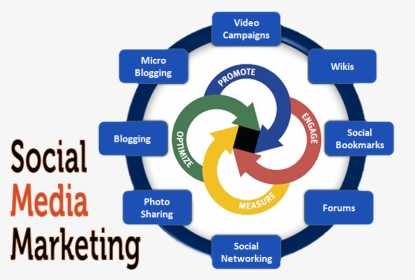 Video
Campaigns
Micro
Blogging
Wikis
PROMOTE
Blogging
OPTIMIZE
ENGAGE
Social
Bookmarks
MEASURE
Photo
Sharing
Forums
Social
Networking
Social
Media
Marketing